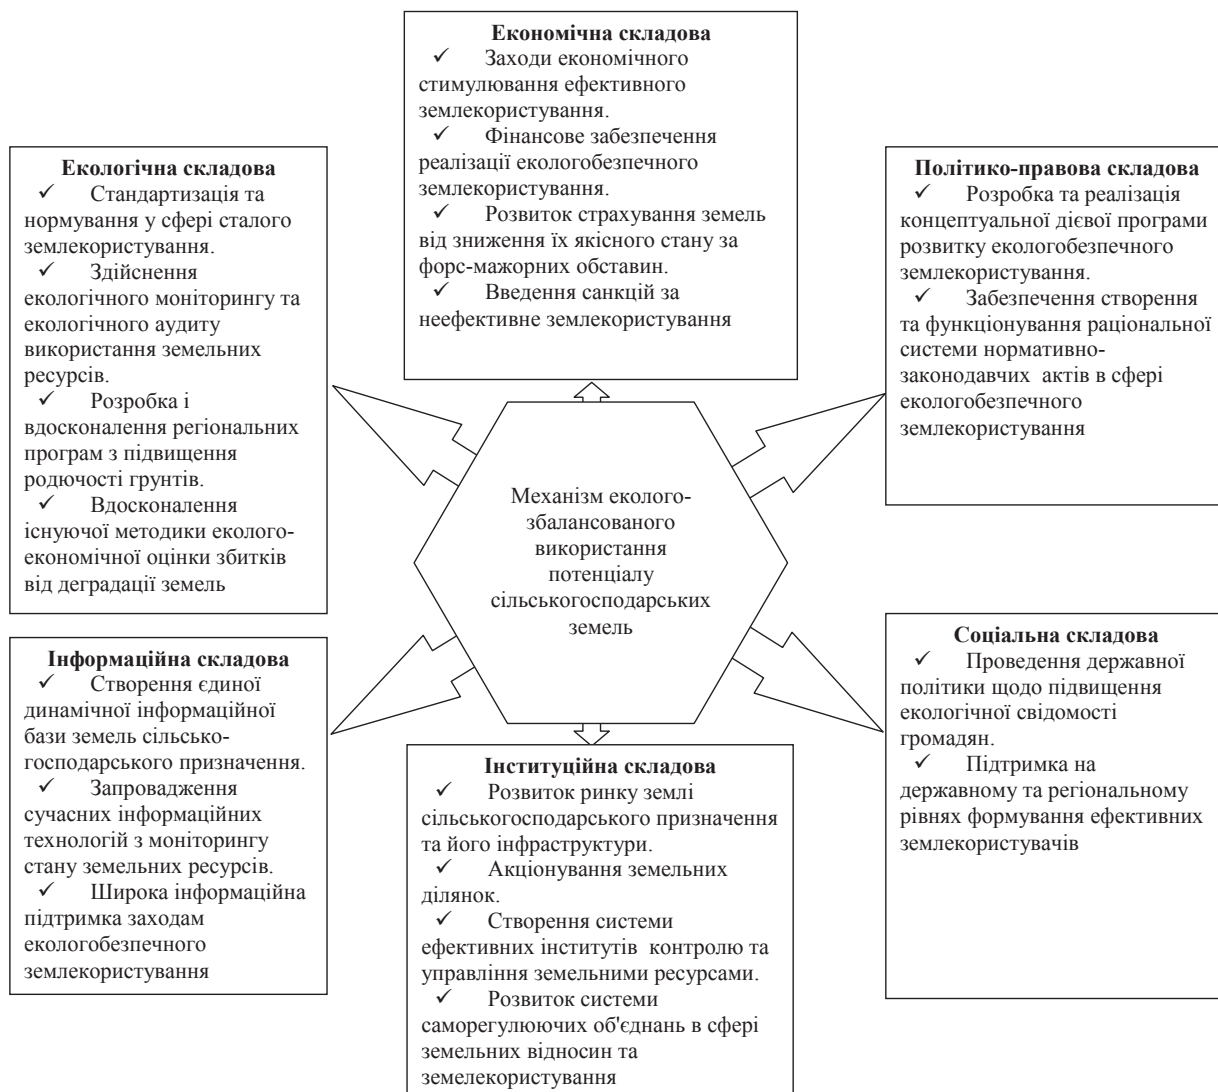 Економічна складова
✓ Заходи економічного
стимулювання ефективного
землекористування.
✓ Фінансове забезпечення
реалізації екологобезпечного
землекористування.
✓ Розвиток страхування земель
від зниження їх якісного стану за
форс-мажорних обставин.
✓ Введення санкцій за
неефективне землекористування
Екологічна складова
✓ Стандартизація та
нормування у сфері сталого
землекористування.
✓ Здійснення
екологічного моніторингу та
екологічного аудиту
використання земельних
ресурсів.
✓ Розробка і
вдосконалення регіональних
програм з підвищення
родючості грунтів.
✓ Вдосконалення
існуючої методики еколого-
економічної оцінки збитків
від деградації земель
Політико-правова складова
✓ Розробка та реалізація
концептуальної дієвої програми
розвитку екологобезпечного
землекористування.
✓ Забезпечення створення
та функціонування раціональної
системи нормативно-
законодавчих актів в сфері
екологобезпечного
землекористування
Механізм еколого-
збалансованого
використання
потенціалу
сільськогосподарських
земель
Інформаційна складова
✓ Створення єдиної
динамічної інформаційної
бази земель сільсько-
господарського призначення.
✓ Запровадження
сучасних інформаційних
технологій з моніторингу
стану земельних ресурсів.
✓ Широка інформаційна
підтримка заходам
екологобезпечного
землекористування
Інституційна складова
✓ Розвиток ринку землі
сільськогосподарського призначення
та його інфраструктури.
✓ Акціонування земельних
ділянок.
✓ Створення системи
ефективних інститутів контролю та
управління земельними ресурсами.
✓ Розвиток системи
саморегулюючих об'єднань в сфері
земельних відносин та
землекористування
Соціальна складова
✓ Проведення державної
політики щодо підвищення
екологічної свідомості
громадян.
✓ Підтримка на
державному та регіональному
рівнях формування ефективних
землекористувачів